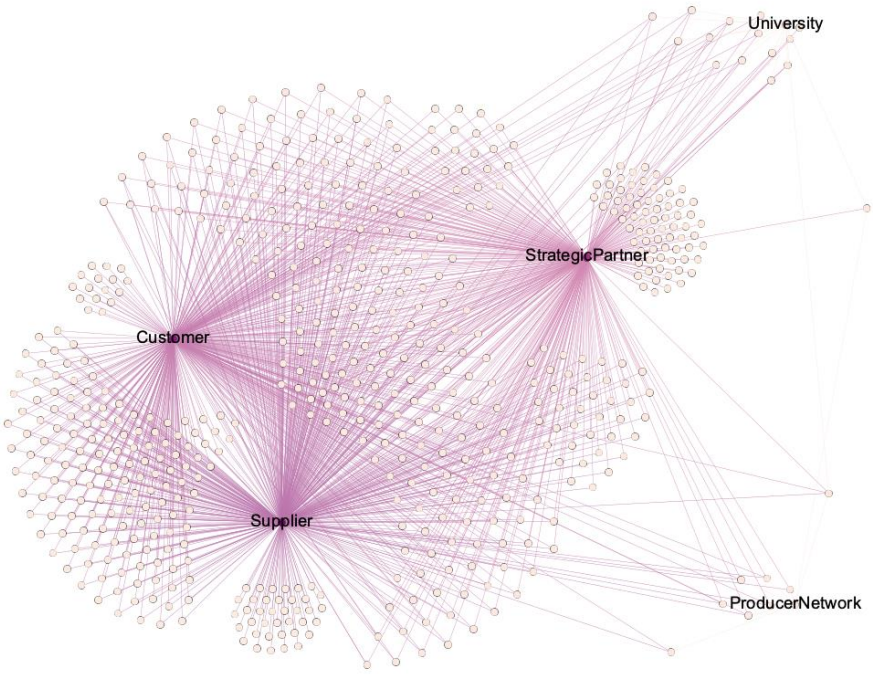 University
StrategicPartner
Customer
Supplier
ProducerNetwork